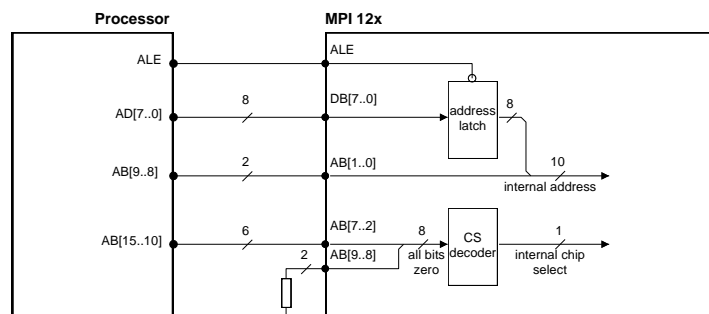 Processor
MPI 12x
ALE
ALE
AD[7..0]
8
DB[7..0]
address
latch
8
AB[9..8]
2
AB[1..0]
10
internal address
AB[15..10]
6
AB[7..2]
8
CS
decoder
1
2
AB[9..8]
all bits
zero
internal chip
select